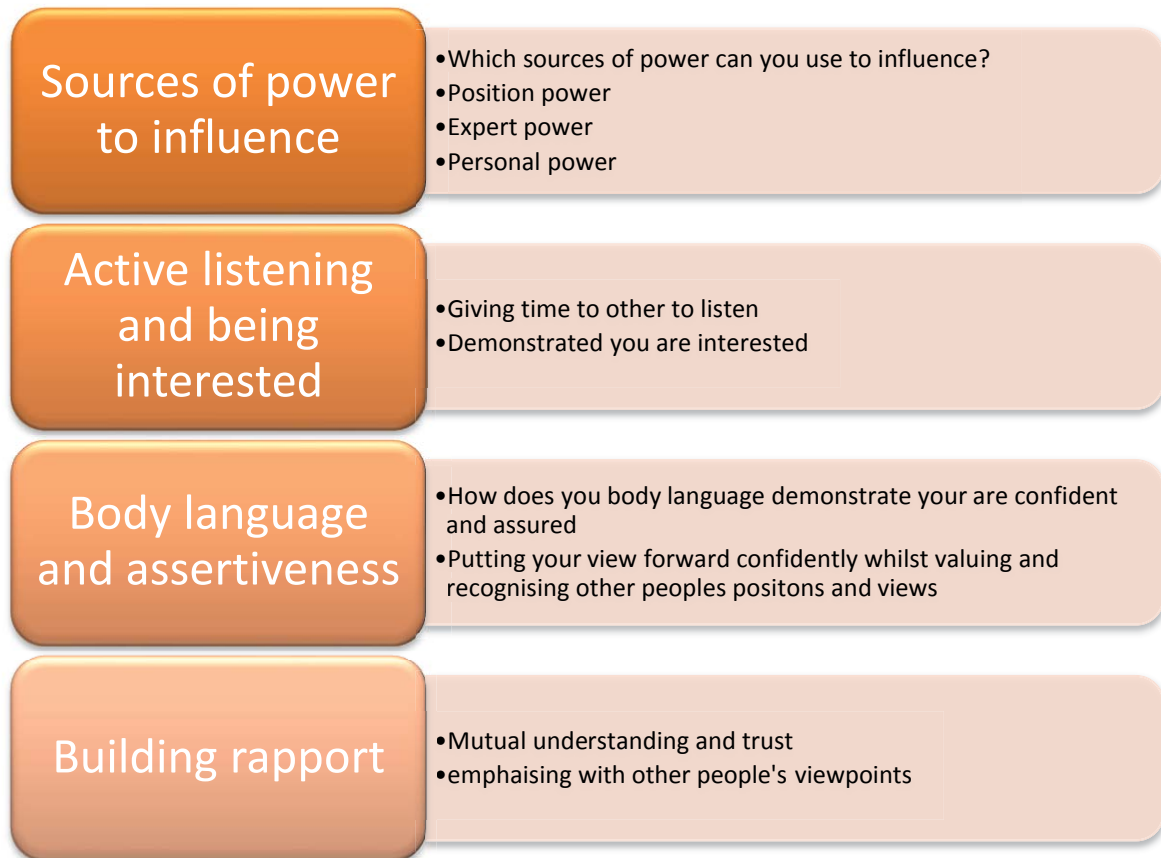 Sources of power
to influence
•Which sources of power can you use to influence?
•Position power
•Expert power
•Personal power
Active listening
and being
interested
•Giving time to other to listen
•Demonstrated you are interested
Body language
and assertiveness
•How does you body language demonstrate your are confident
and assured
•Putting your view forward confidently whilst valuing and
recognising other peoples positons and views
Building rapport
•Mutual understanding and trust
•emphaising with other people's viewpoints